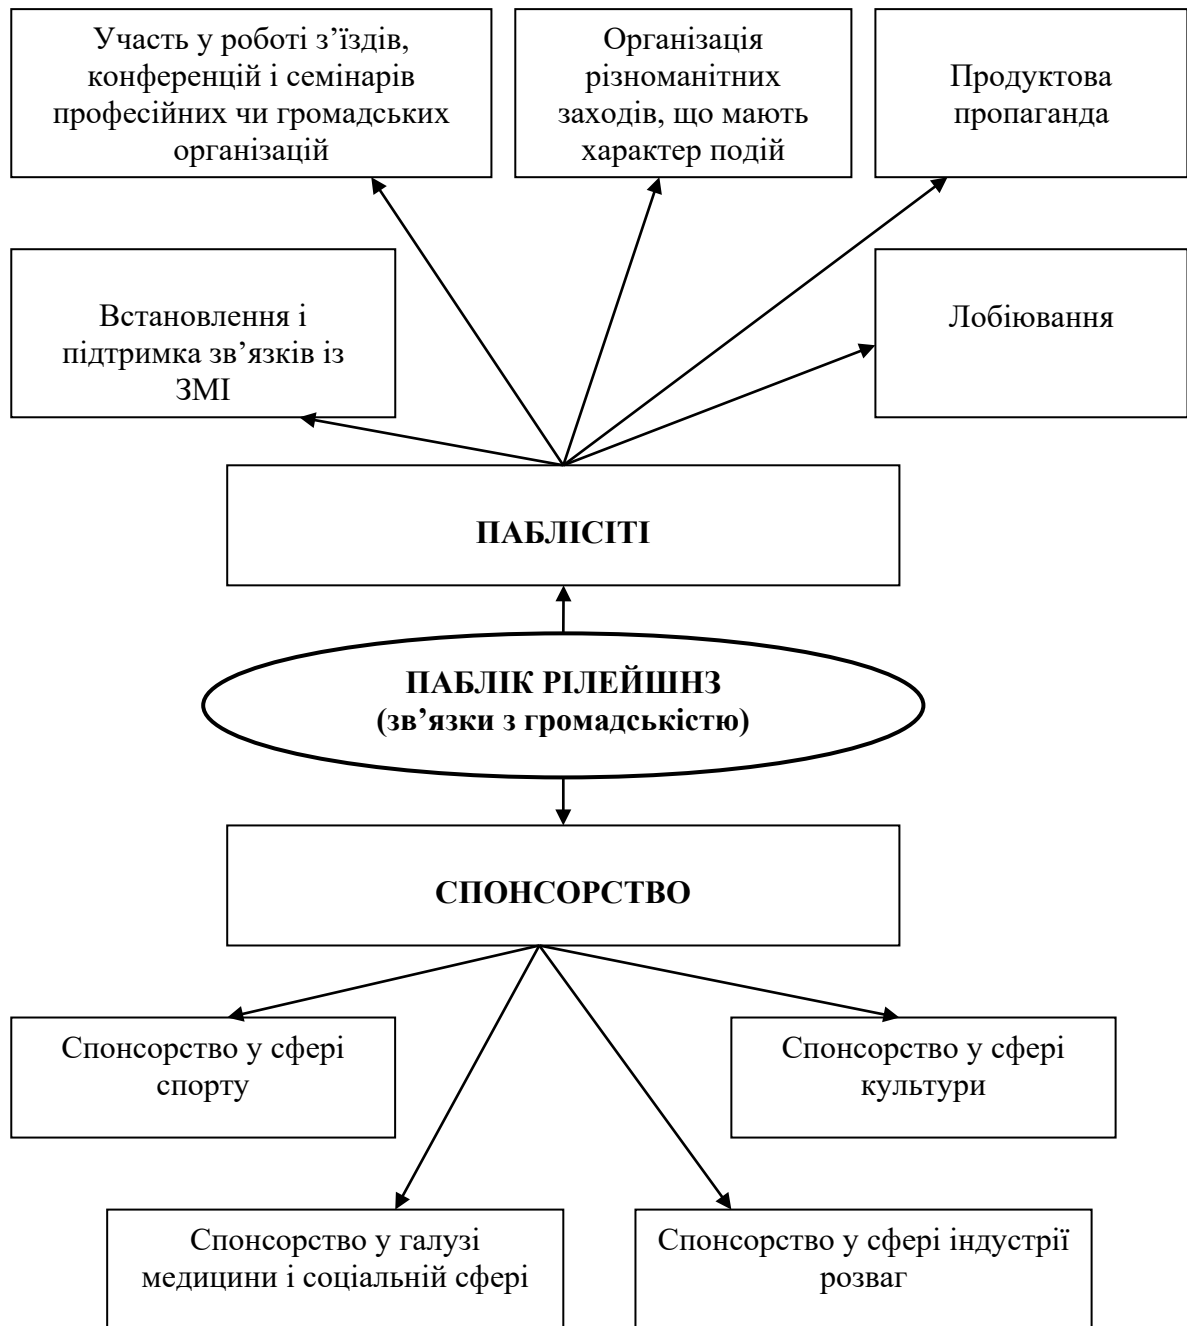 Участь у роботі з’їздів,
конференцій і семінарів
професійних чи громадських
організацій
Організація
різноманітних
заходів, що мають
характер подій
Продуктова
пропаганда
Встановлення і
підтримка зв’язків із
ЗМІ
Лобіювання
ПАБЛІСІТІ
ПАБЛІК РІЛЕЙШНЗ
(зв’язки з громадськістю)
СПОНСОРСТВО
Спонсорство у сфері
спорту
Спонсорство у сфері
культури
Спонсорство у галузі
медицини і соціальній сфері
Спонсорство у сфері індустрії
розваг